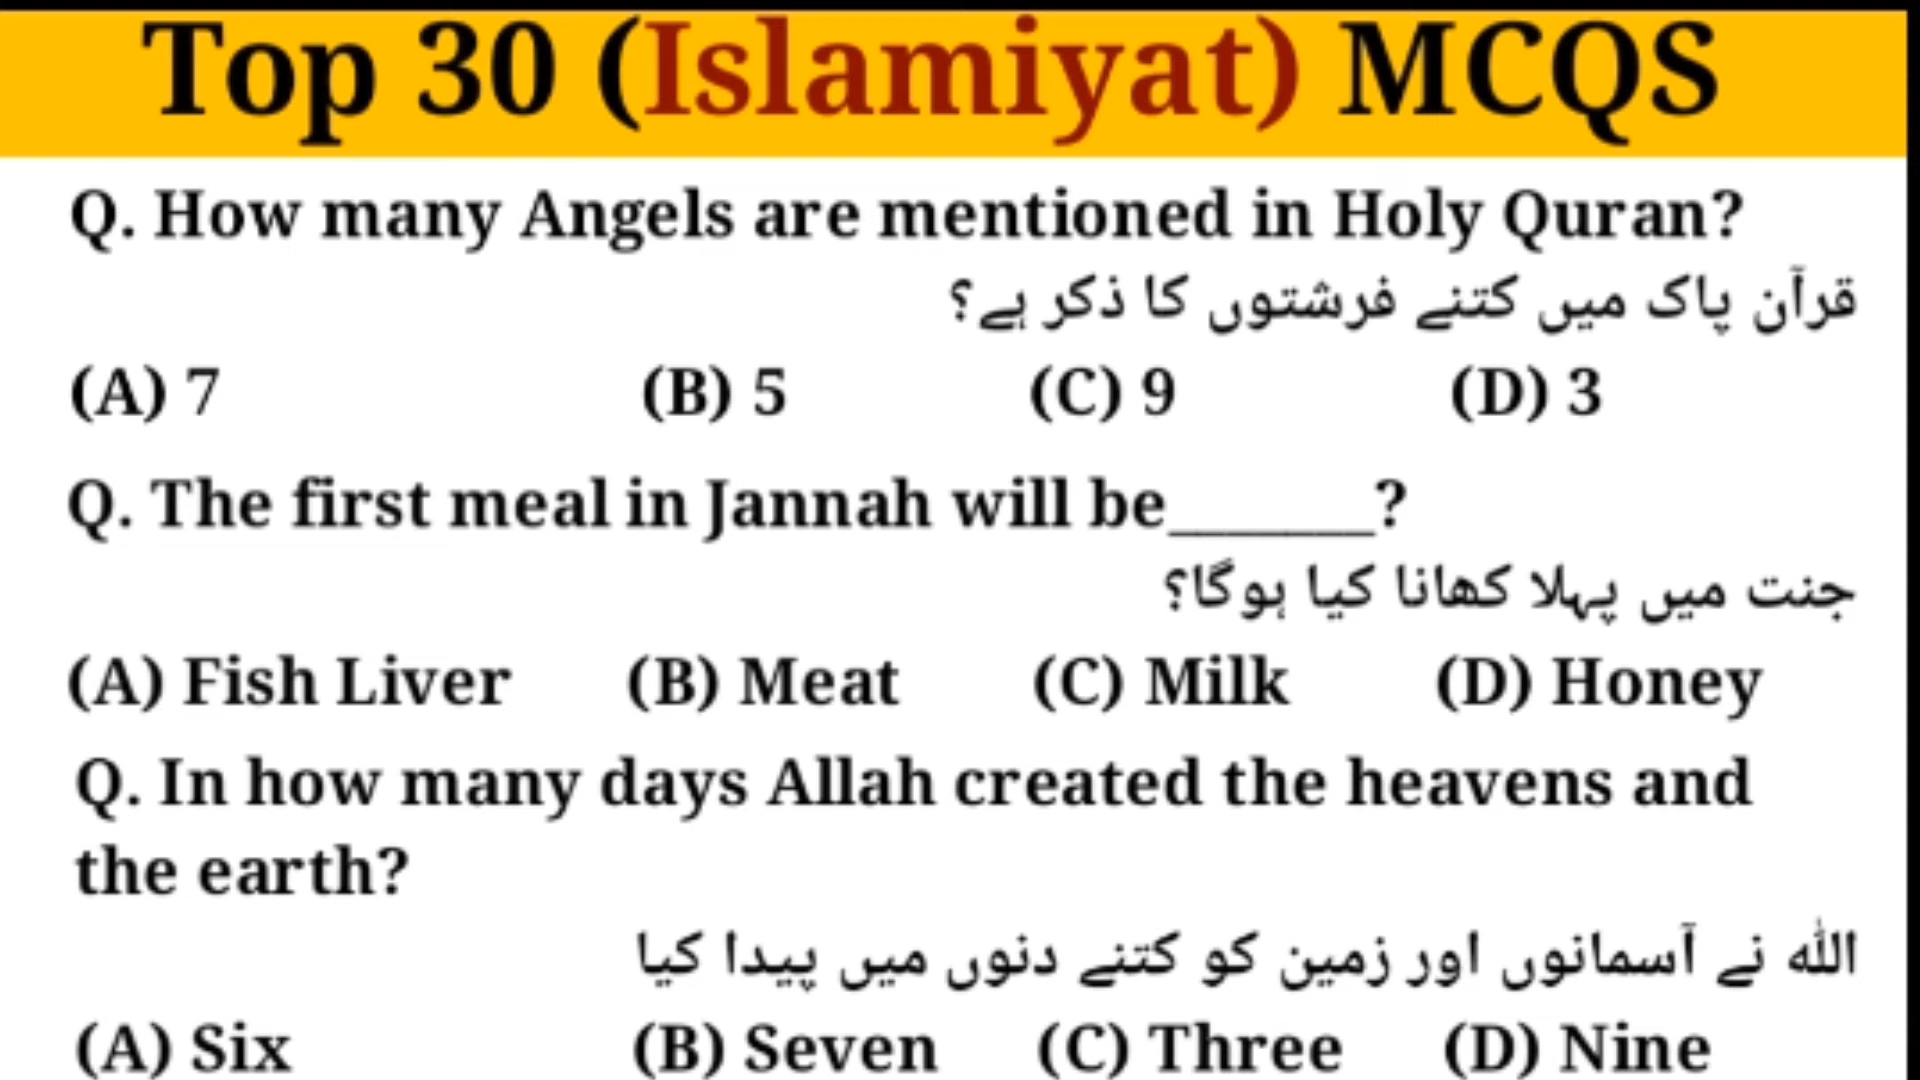 Top 30 (Islamiyat) MCQS
Q. How many Angels are mentioned in Holy Quran?
قرآن پاک میں کتنے فرشتوں کا ذکر ہے؟
(A) 7 (B) 5 (C) 9 (D) 3
Q. The first meal in Jannah will be_______?
جنت میں پہلا کھانا کیا ہوگا؟
(A) Fish Liver (B) Meat (C) Milk (D) Honey
Q. In how many days Allah created the heavens and
the earth?
اللہ نے آسمانوں اور زمین کو کتنے دنوں میں پیدا کیا
(A) Six (B) Seven (C) Three (D) Nine